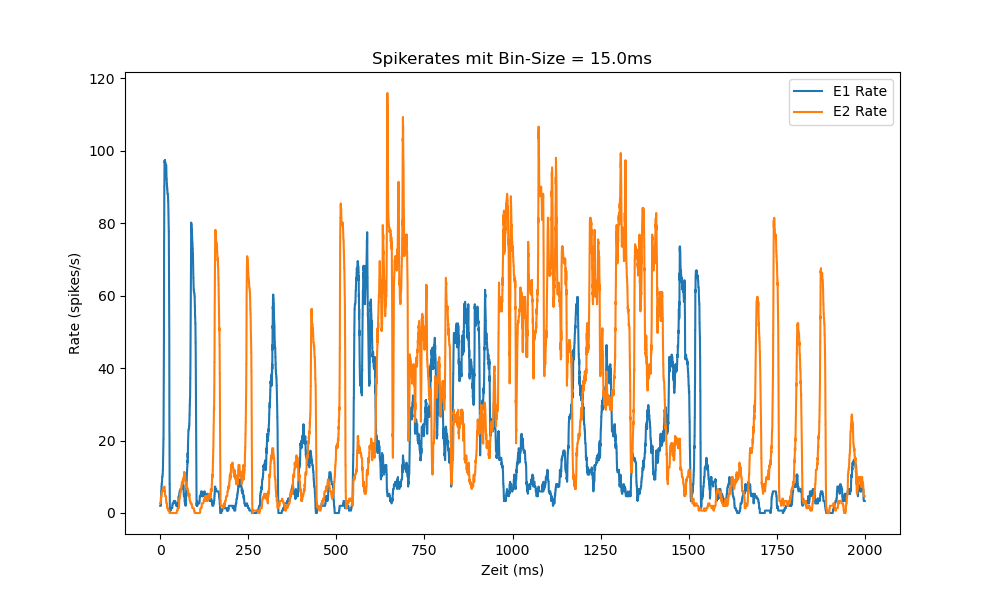 Spikerates mit Bin-Size = 15.0ms
E1 Rate
E2 Rate
120
100
80
60
40
20
0
Rate (spikes/s)
0 250 500 750 1000 1250 1500 1750 2000
Zeit (ms)